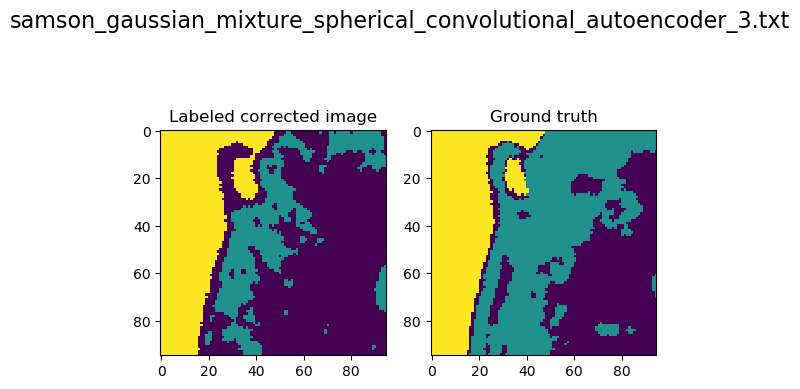 samson_gaussian_mixture_spherical_convolutional_autoencoder_3.txt
Labeled corrected image
Ground truth
0
20
40
60
80
0 20 40 60 80
0
20
40
60
80
0 20 40 60 80